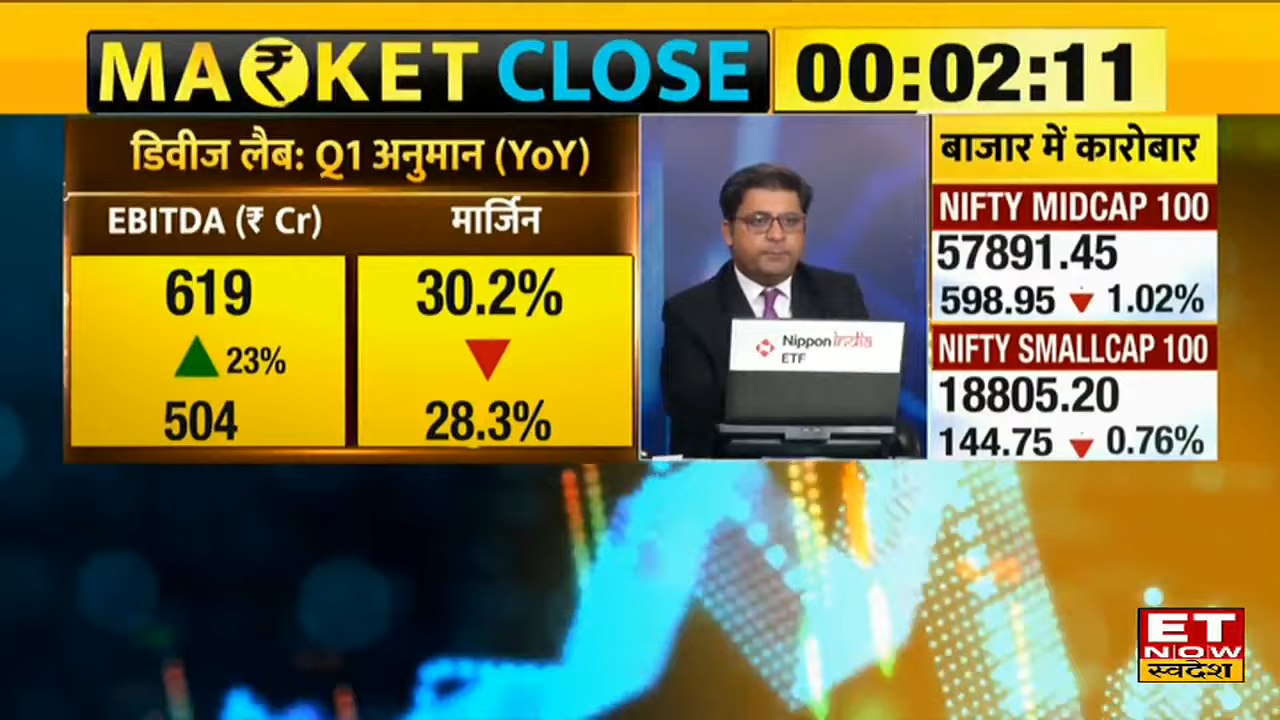 MA₹KET CLOSE 00:02:11
डिवीज लैब: Q1 अनुमान (YoY)
EBITDA (₹ Cr) मार्जिन
619 30.2%
▲ 23% ▼
504 28.3%
Nippon india
ETF
बाजार में कारोबार
NIFTY MIDCAP 100
57891.45
598.95 ▼ 1.02%
NIFTY SMALLCAP 100
18805.20
144.75 ▼ 0.76%
ET
NOW
स्वदेश